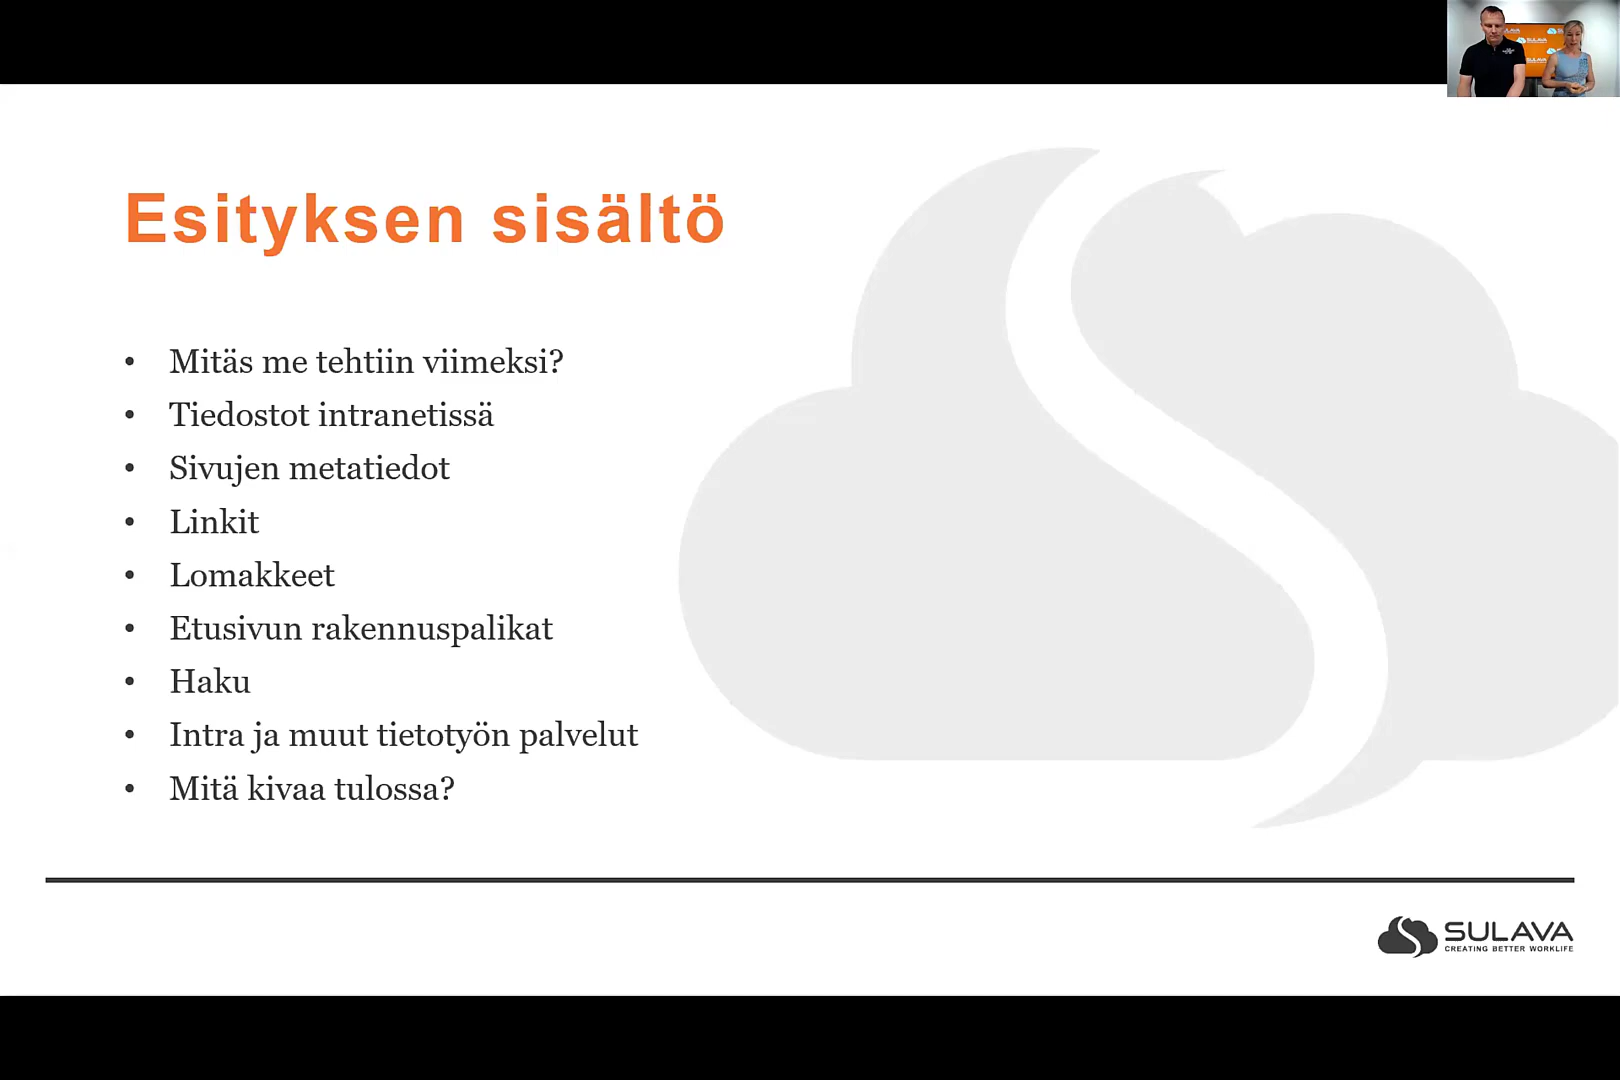 Esityksen sisältö
• Mitäs me tehtiin viimeksi?
• Tiedostot intranetissä
• Sivujen metatiedot
• Linkit
• Lomakkeet
• Etusivun rakennuspalikat
• Haku
• Intra ja muut tietotyön palvelut
• Mitä kivaa tulossa?
SULAVA
CREATING BETTER WORKLIFE